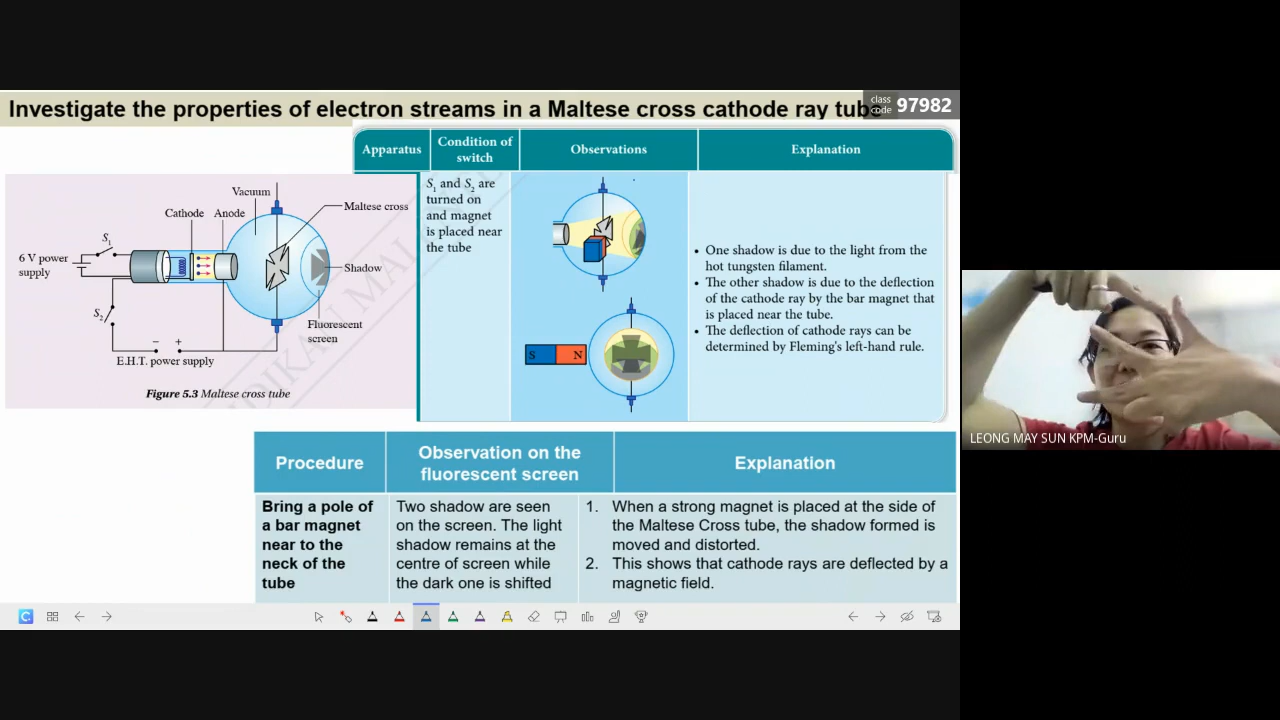 Investigate the properties of electron streams in a Maltese cross cathode ray tube
class
code
97982
Apparatus
Condition of
switch
Observations
Explanation
Vacuum
Cathode
Anode
Maltese cross
S1
6 V power
supply
Shadow
S2
Fluorescent
screen
− +
E.H.T. power supply
Figure 5.3 Maltese cross tube
S1 and S2 are
turned on
and magnet
is placed near
the tube
S N
• One shadow is due to the light from the
hot tungsten filament.
• The other shadow is due to the deflection
of the cathode ray by the bar magnet that
is placed near the tube.
• The deflection of cathode rays can be
determined by Fleming's left-hand rule.
LEONG MAY SUN KPM-Guru
Procedure
Observation on the
fluorescent screen
Explanation
Bring a pole of
a bar magnet
near to the
neck of the
tube
Two shadow are seen
on the screen. The light
shadow remains at the
centre of screen while
the dark one is shifted
1. When a strong magnet is placed at the side of
the Maltese Cross tube, the shadow formed is
moved and distorted.
2. This shows that cathode rays are deflected by a
magnetic field.
C